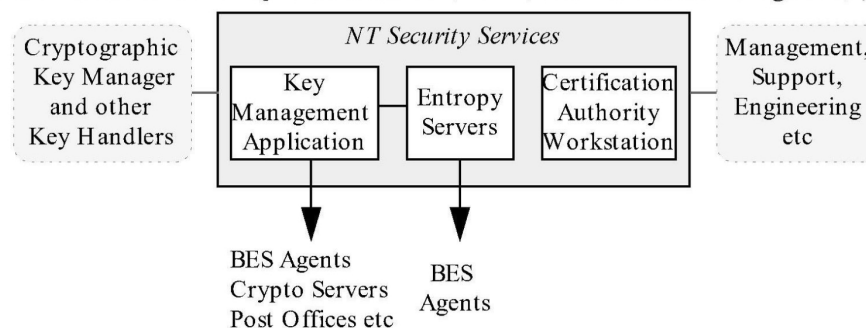 Cryptographic
Key Manager
and other
Key Handlers
NT Security Services
Key
Management
Application
Entropy
Servers
Certification
Authority
Workstation
Management,
Support,
Engineering
etc
BES Agents
Crypto Servers
Post Offices etc
BES
Agents